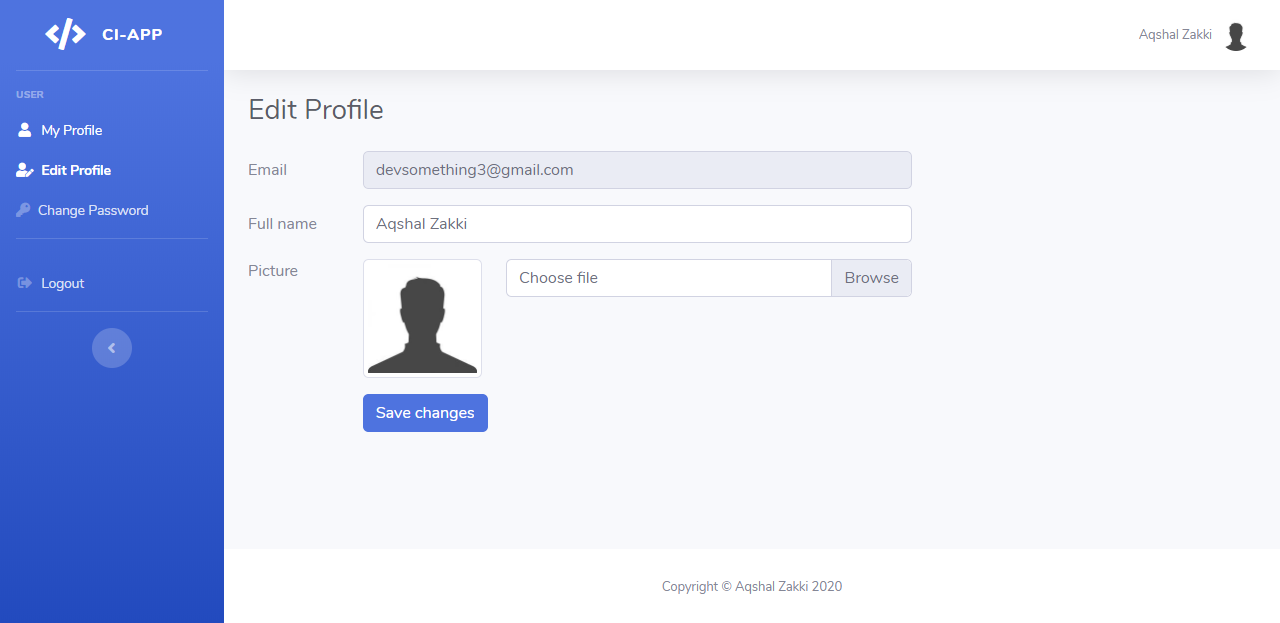 CI-APP
Aqshal Zakki
USER
My Profile
Edit Profile
Change Password
Logout
Edit Profile
Email
devsomething3@gmail.com
Full name
Aqshal Zakki
Picture
Choose file
Browse
Save changes
Copyright © Aqshal Zakki 2020